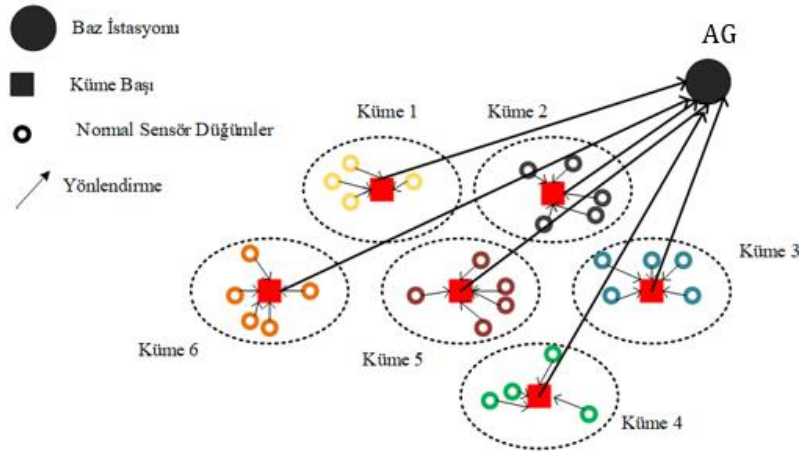 Baz İstasyonu
AG
Küme Başı
Küme 1
Küme 2
Normal Sensör Düğümler
Yönlendirme
Küme 3
Küme 6
Küme 5
Küme 4